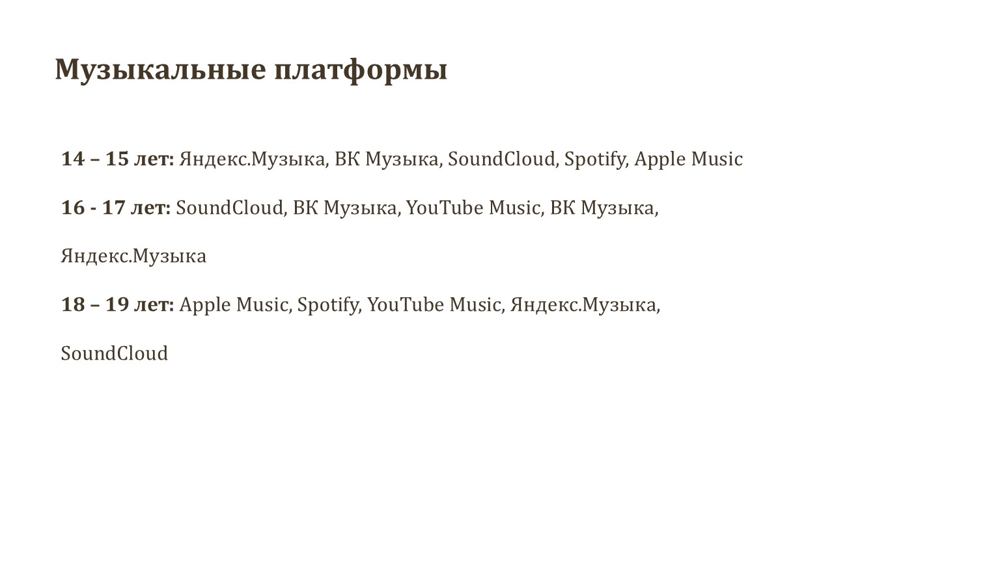 Музыкальные платформы
14 – 15 лет: Яндекс.Музыка, ВК Музыка, SoundCloud, Spotify, Apple Music
16 - 17 лет: SoundCloud, ВК Музыка, YouTube Music, ВК Музыка,
Яндекс.Музыка
18 – 19 лет: Apple Music, Spotify, YouTube Music, Яндекс.Музыка,
SoundCloud